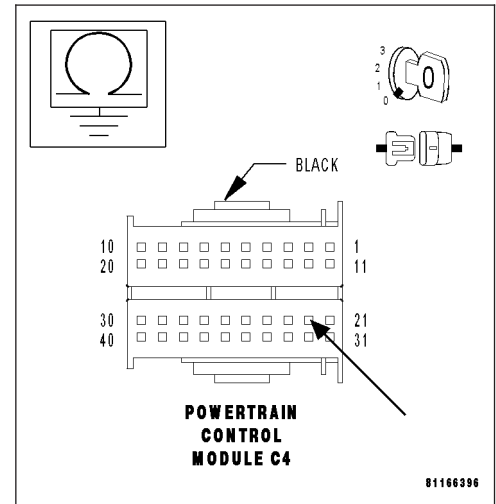 3
2
1
0
BLACK
10 1
20 11
30 21
40 31
POWERTRAIN
CONTROL
MODULE C4
81166396